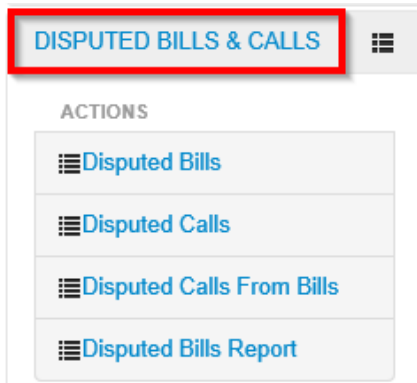 DISPUTED BILLS & CALLS
ACTIONS
Disputed Bills
Disputed Calls
Disputed Calls From Bills
Disputed Bills Report